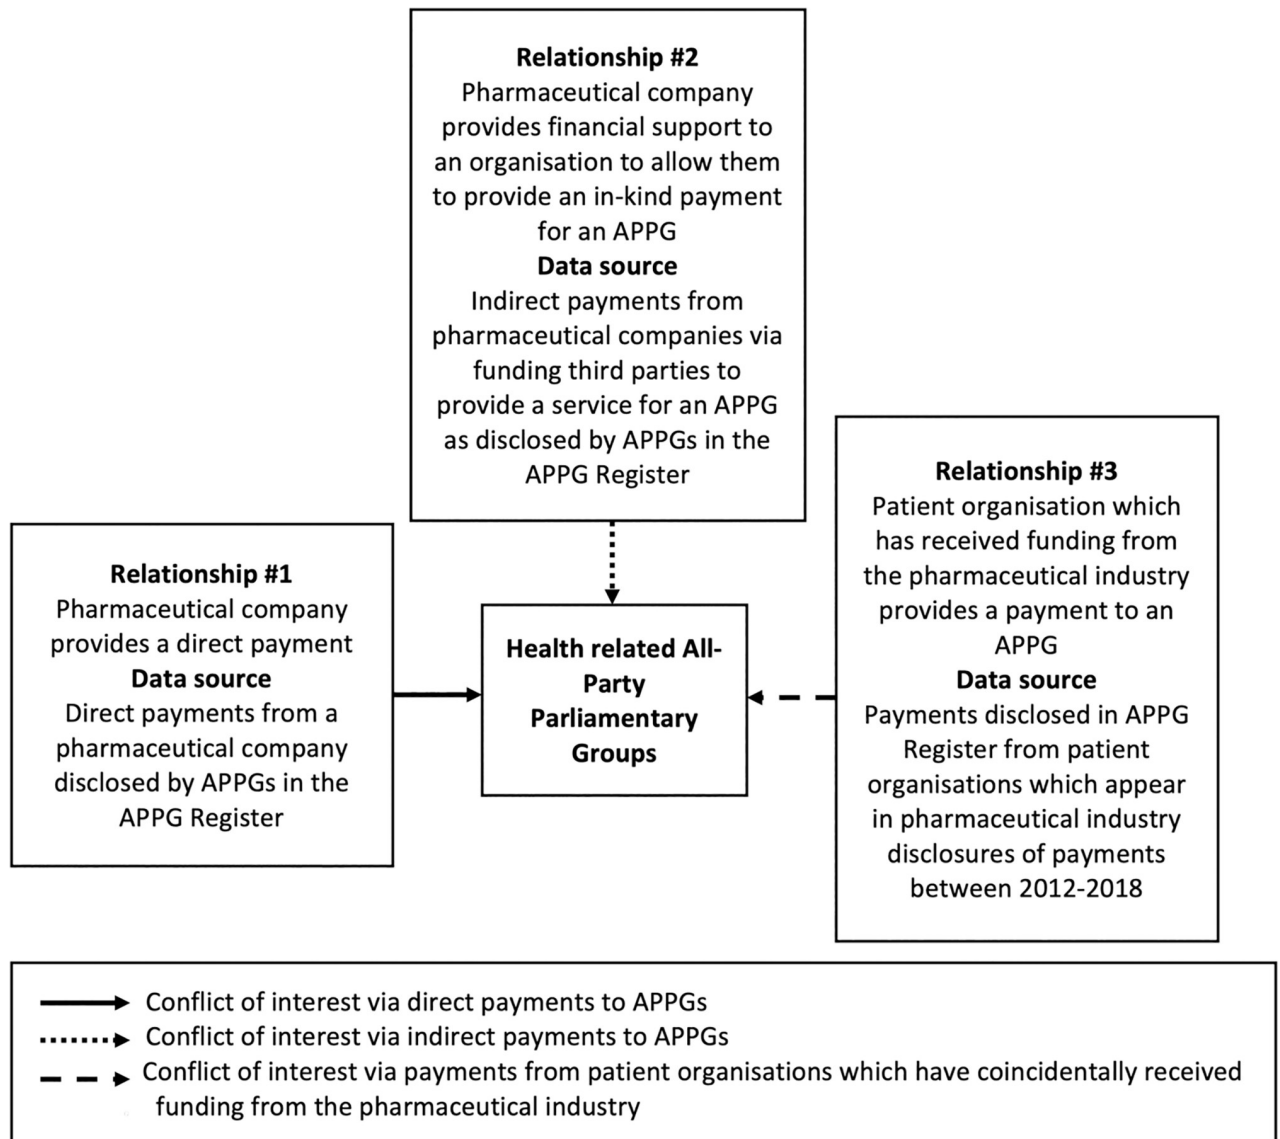 Relationship #2
Pharmaceutical company
provides financial support to
an organisation to allow them
to provide an in-kind payment
for an APPG
Data source
Indirect payments from
pharmaceutical companies via
funding third parties to
provide a service for an APPG
as disclosed by APPGs in the
APPG Register
Relationship #1
Pharmaceutical company
provides a direct payment
Data source
Direct payments from a
pharmaceutical company
disclosed by APPGs in the
APPG Register
Health related All-
Party
Parliamentary
Groups
Relationship #3
Patient organisation which
has received funding from
the pharmaceutical industry
provides a payment to an
APPG
Data source
Payments disclosed in APPG
Register from patient
organisations which appear
in pharmaceutical industry
disclosures of payments
between 2012-2018
Conflict of interest via direct payments to APPGs
Conflict of interest via indirect payments to APPGs
Conflict of interest via payments from patient organisations which have coincidentally received
funding from the pharmaceutical industry